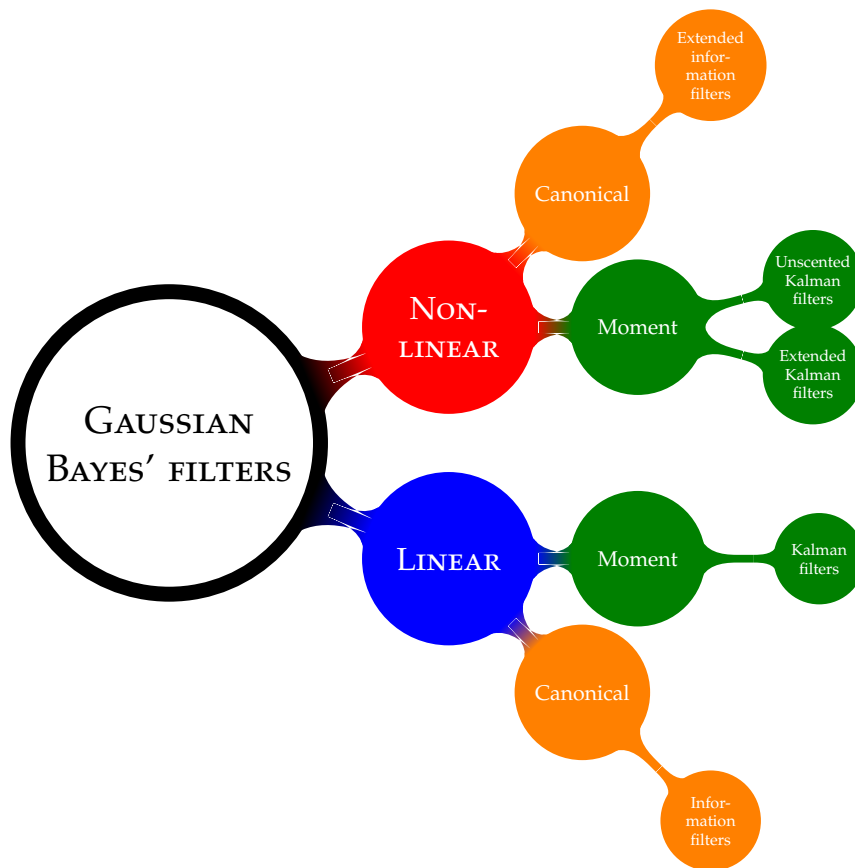 Extended
infor-
mation
filters
Canonical
Unscented
Kalman
filters
Non-
linear
Moment
Extended
Kalman
filters
Gaussian
Bayes' filters
Linear
Moment
Kalman
filters
Canonical
Infor-
mation
filters